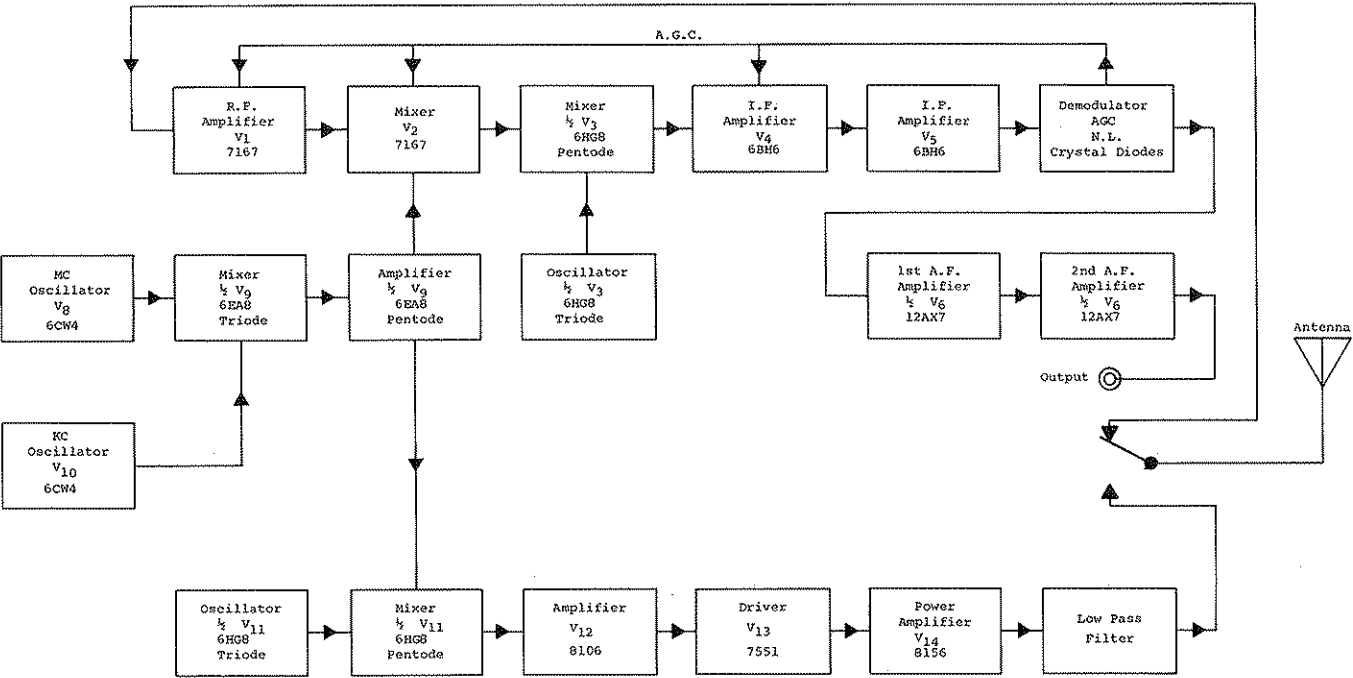 A.G.C.
R.F.
Amplifier
V1
7167
Mixer
V2
7167
Mixer
½ V3
6HG8
Pentode
I.F.
Amplifier
V4
6BH6
I.F.
Amplifier
V5
6BH6
Demodulator
AGC
N.L.
Crystal Diodes
MC
Oscillator
V8
6CW4
Mixer
½ V9
6EA8
Triode
Amplifier
½ V9
6EA8
Pentode
Oscillator
½ V3
6HG8
Triode
1st A.F.
Amplifier
½ V6
12AX7
2nd A.F.
Amplifier
½ V6
12AX7
Antenna
Output
KC
Oscillator
V10
6CW4
Oscillator
½ V11
6HG8
Triode
Mixer
½ V11
6HG8
Pentode
Amplifier
V12
8106
Driver
V13
7551
Power
Amplifier
V14
8156
Low Pass
Filter